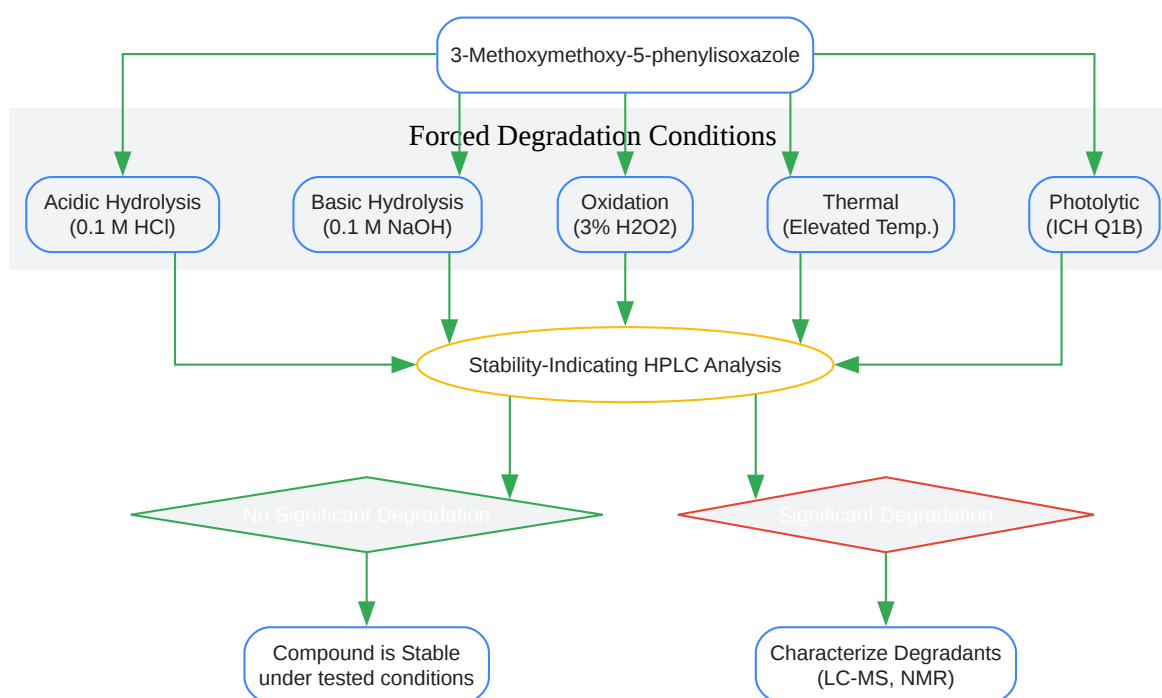 3-Methoxymethoxy-5-phenylisoxazole
Forced Degradation Conditions
Acidic Hydrolysis
(0.1 M HCl)
Basic Hydrolysis
(0.1 M NaOH)
Oxidation
(3% H2O2)
Thermal
(Elevated Temp.)
Photolytic
(ICH Q1B)
Stability-Indicating HPLC Analysis
No Significant Degradation
Significant Degradation
Compound is Stable
under tested conditions
Characterize Degradants
(LC-MS, NMR)